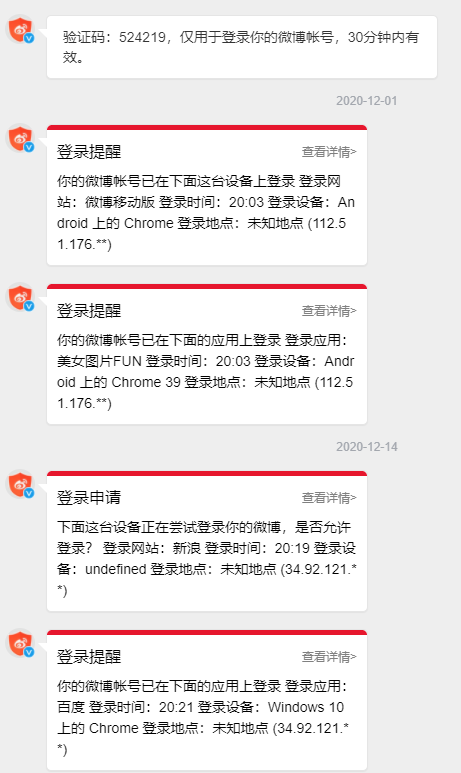 验证码：524219，仅用于登录你的微博帐号，30分钟内有
效。
2020-12-01
登录提醒
查看详情>
你的微博帐号已在下面这台设备上登录 登录网
站：微博移动版 登录时间：20:03 登录设备：An
droid 上的 Chrome 登录地点：未知地点 (112.5
1.176.**)
登录提醒
查看详情>
你的微博帐号已在下面的应用上登录 登录应用：
美女图片FUN 登录时间：20:03 登录设备：Andr
oid 上的 Chrome 39 登录地点：未知地点 (112.5
1.176.**)
2020-12-14
登录申请
查看详情>
下面这台设备正在尝试登录你的微博，是否允许
登录？ 登录网站：新浪 登录时间：20:19 登录设
备：undefined 登录地点：未知地点 (34.92.121.*
*)
登录提醒
查看详情>
你的微博帐号已在下面的应用上登录 登录应用：
百度 登录时间：20:21 登录设备：Windows 10
上的 Chrome 登录地点：未知地点 (34.92.121.*
*)